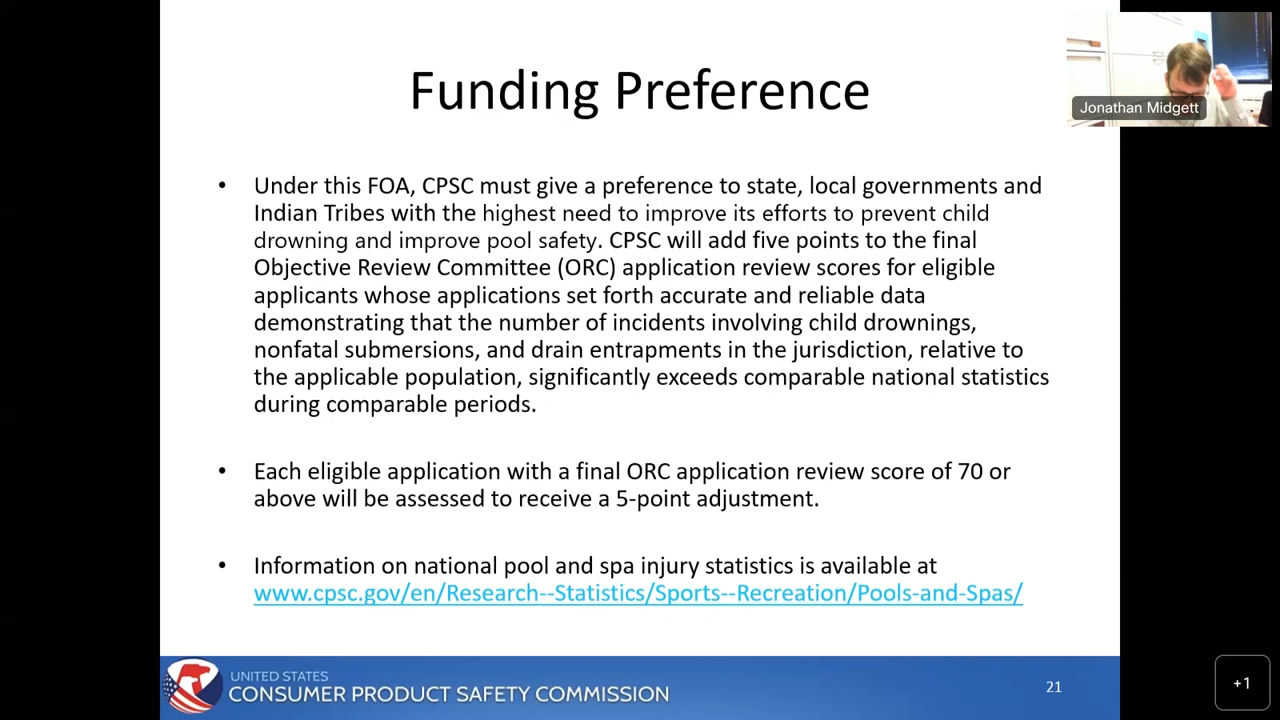 Funding Preference
Jonathan Midgett
• Under this FOA, CPSC must give a preference to state, local governments and
Indian Tribes with the highest need to improve its efforts to prevent child
drowning and improve pool safety. CPSC will add five points to the final
Objective Review Committee (ORC) application review scores for eligible
applicants whose applications set forth accurate and reliable data
demonstrating that the number of incidents involving child drownings,
nonfatal submersions, and drain entrapments in the jurisdiction, relative to
the applicable population, significantly exceeds comparable national statistics
during comparable periods.
• Each eligible application with a final ORC application review score of 70 or
above will be assessed to receive a 5-point adjustment.
• Information on national pool and spa injury statistics is available at
www.cpsc.gov/en/Research--Statistics/Sports--Recreation/Pools-and-Spas/
UNITED STATES
CONSUMER PRODUCT SAFETY COMMISSION
21
+1